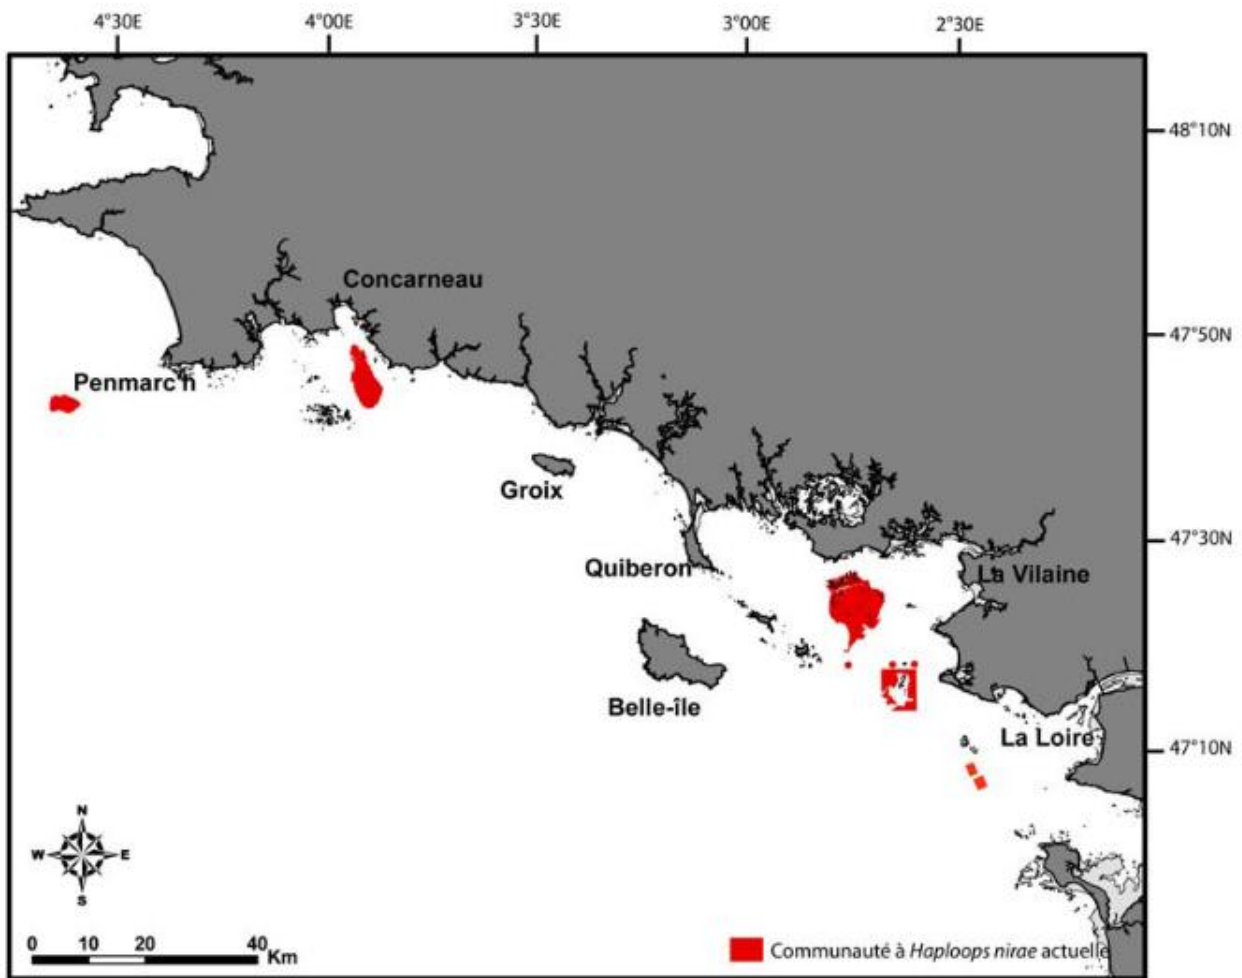 4°30E 4°00E 3°30E 3°00E 2°30E
48°10N
Concarneau
47°50N
Penmarc'h
Groix
47°30N
Quiberon
La Vilaine
Belle-île
La Loire
47°10N
N
W E
S
0 10 20 40 Km
Communauté à Haploops nirae actuelle